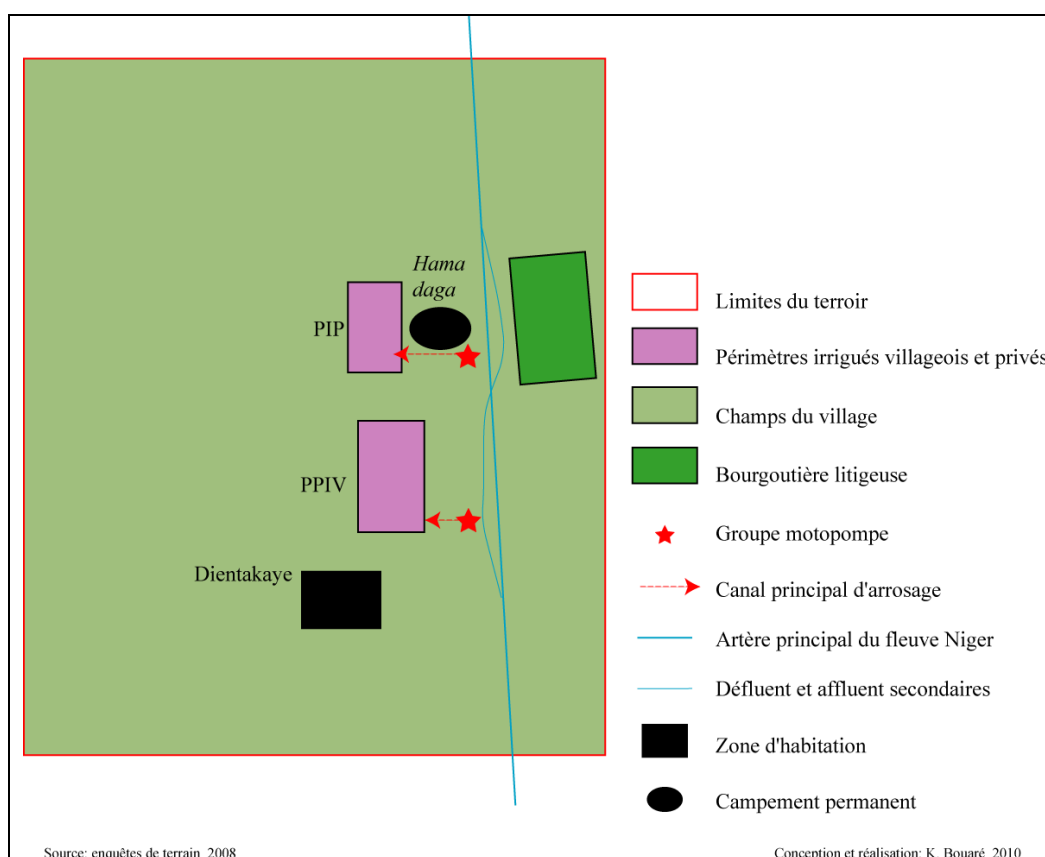 Hama
daga
PIP
PPIV
Dientakaye
Limites du terroir
Périmètres irrigués villageois et privés
Champs du village
Bourgoutière litigeuse
Groupe motopompe
Canal principal d'arrosage
Artère principal du fleuve Niger
Défluent et affluent secondaires
Zone d'habitation
Campement permanent
Source: enquêtes de terrain, 2008
Conception et réalisation: K. Bouaré, 2010